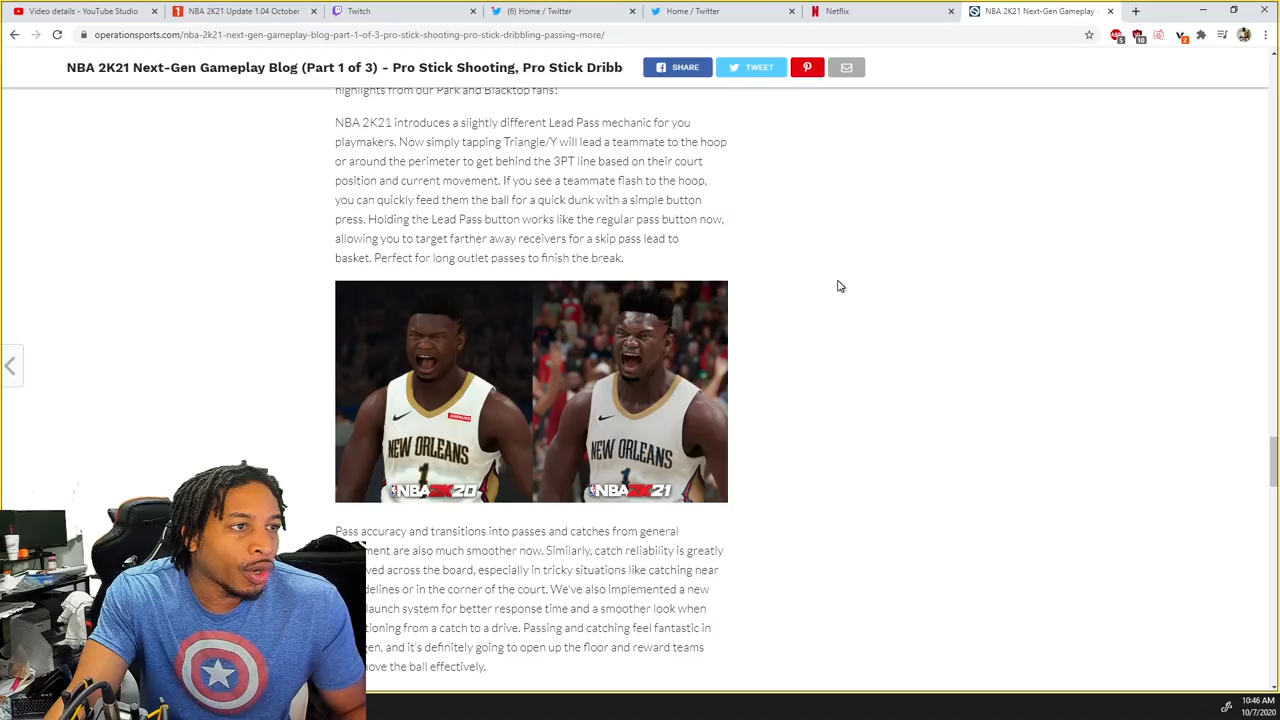 Video details - YouTube Studio
NBA 2K21 Update 1.04 October
Twitch
(6) Home / Twitter
Home / Twitter
Netflix
NBA 2K21 Next-Gen Gameplay
operationsports.com/nba-2k21-next-gen-gameplay-blog-part-1-of-3-pro-stick-shooting-pro-stick-dribbling-passing-more/
NBA 2K21 Next-Gen Gameplay Blog (Part 1 of 3) - Pro Stick Shooting, Pro Stick Dribb
SHARE
TWEET
highlights from our Park and Blacktop fans!
NBA 2K21 introduces a slightly different Lead Pass mechanic for you
playmakers. Now simply tapping Triangle/Y will lead a teammate to the hoop
or around the perimeter to get behind the 3PT line based on their court
position and current movement. If you see a teammate flash to the hoop,
you can quickly feed them the ball for a quick dunk with a simple button
press. Holding the Lead Pass button works like the regular pass button now,
allowing you to target farther away receivers for a skip pass lead to
basket. Perfect for long outlet passes to finish the break.
NEW ORLEANS
1
NBA2K20
NEW ORLEANS
1
NBA2K21
Pass accuracy and transitions into passes and catches from general
ment are also much smoother now. Similarly, catch reliability is greatly
ved across the board, especially in tricky situations like catching near
delines or in the corner of the court. We've also implemented a new
launch system for better response time and a smoother look when
tioning from a catch to a drive. Passing and catching feel fantastic in
gen, and it's definitely going to open up the floor and reward teams
ove the ball effectively.
10:46 AM
10/7/2020